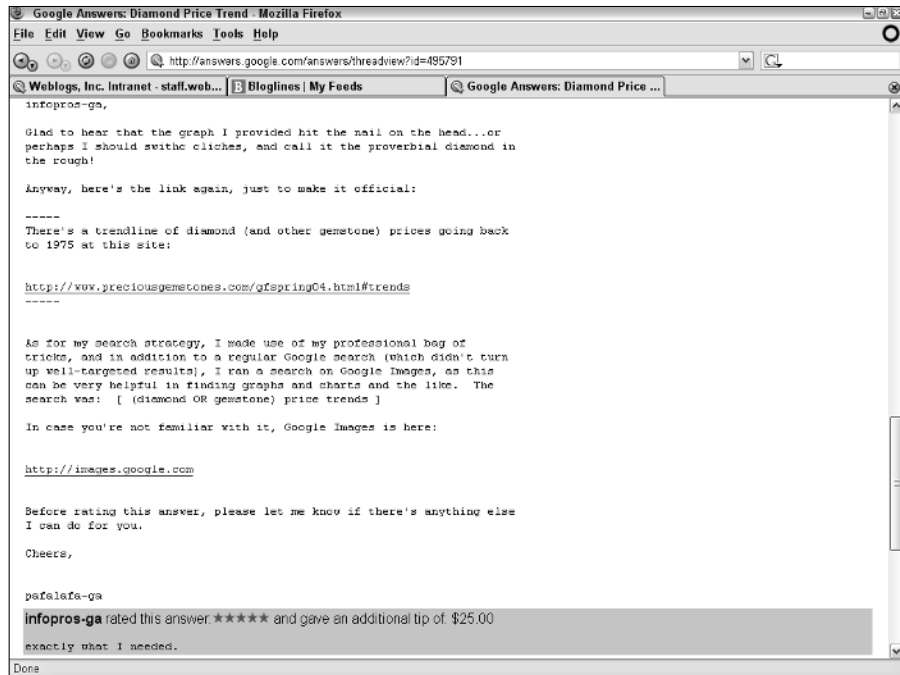 Google Answers: Diamond Price Trend - Mozilla Firefox
File Edit View Go Bookmarks Tools Help
http://answers.google.com/answers/threadview?id=495791
Weblogs, Inc. Intranet - staff.web... Bloglines | My Feeds Google Answers: Diamond Price ...
infopros-ga,
Glad to hear that the graph I provided hit the nail on the head...or
perhaps I should swithc cliches, and call it the proverbial diamond in
the rough!
Anyway, here's the link again, just to make it official:
-----
There's a trendline of diamond (and other gemstone) prices going back
to 1975 at this site:
http://www.preciousgemstones.com/gfspring04.html#trends
-----
As for my search strategy, I made use of my professional bag of
tricks, and in addition to a regular Google search (which didn't turn
up well-targeted results), I ran a search on Google Images, as this
can be very helpful in finding graphs and charts and the like. The
search was: [ (diamond OR gemstone) price trends ]
In case you're not familiar with it, Google Images is here:
http://images.google.com
Before rating this answer, please let me know if there's anything else
I can do for you.
Cheers,
pafalafa-ga
infopros-ga rated this answer: ★★★★★ and gave an additional tip of: $25.00
exactly what I needed.
Done